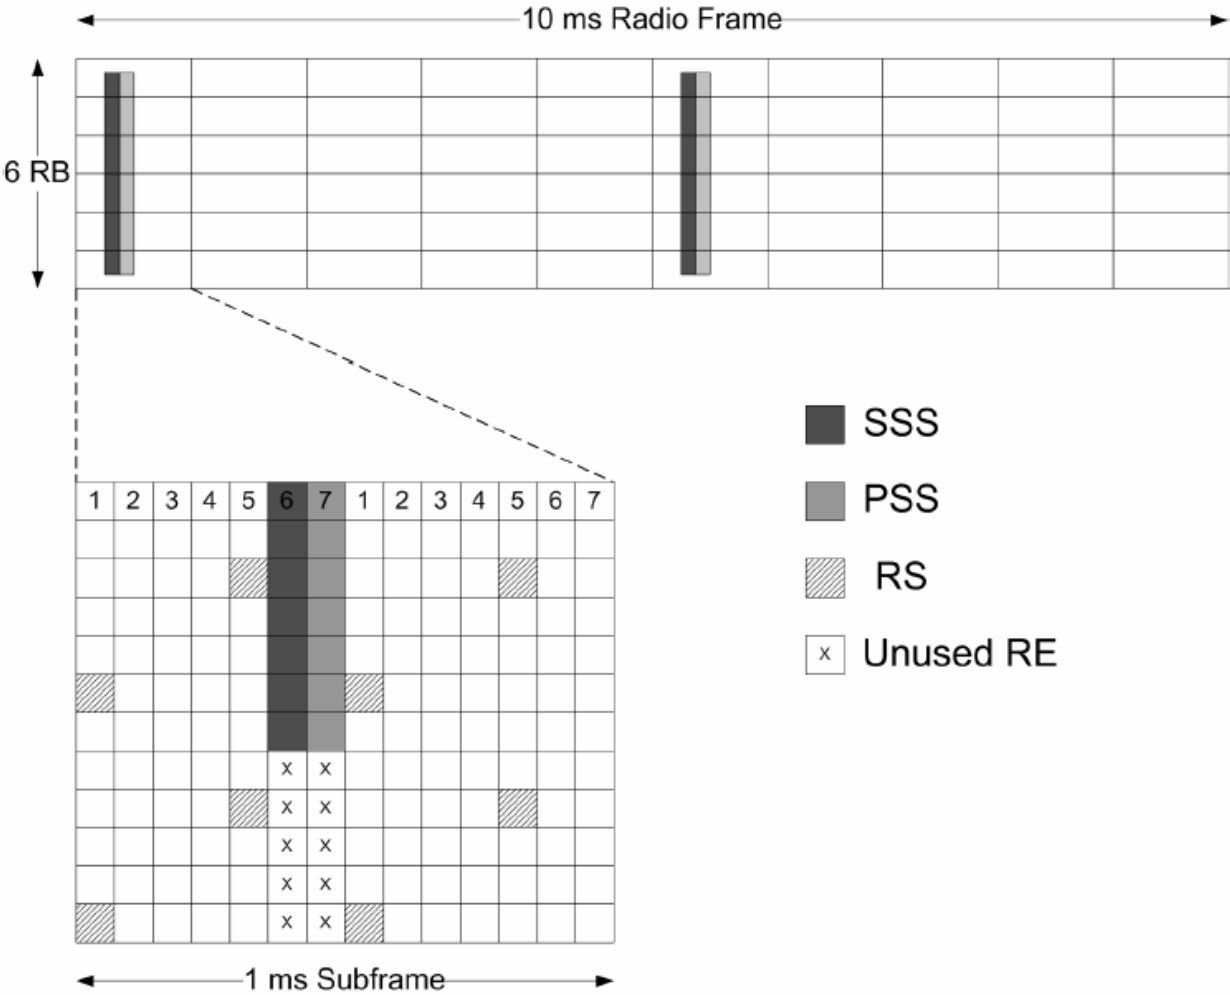 10 ms Radio Frame
6 RB
SSS
PSS
RS
x Unused RE
1 2 3 4 5 6 7 1 2 3 4 5 6 7
x x
x x
x x
x x
x x
1 ms Subframe